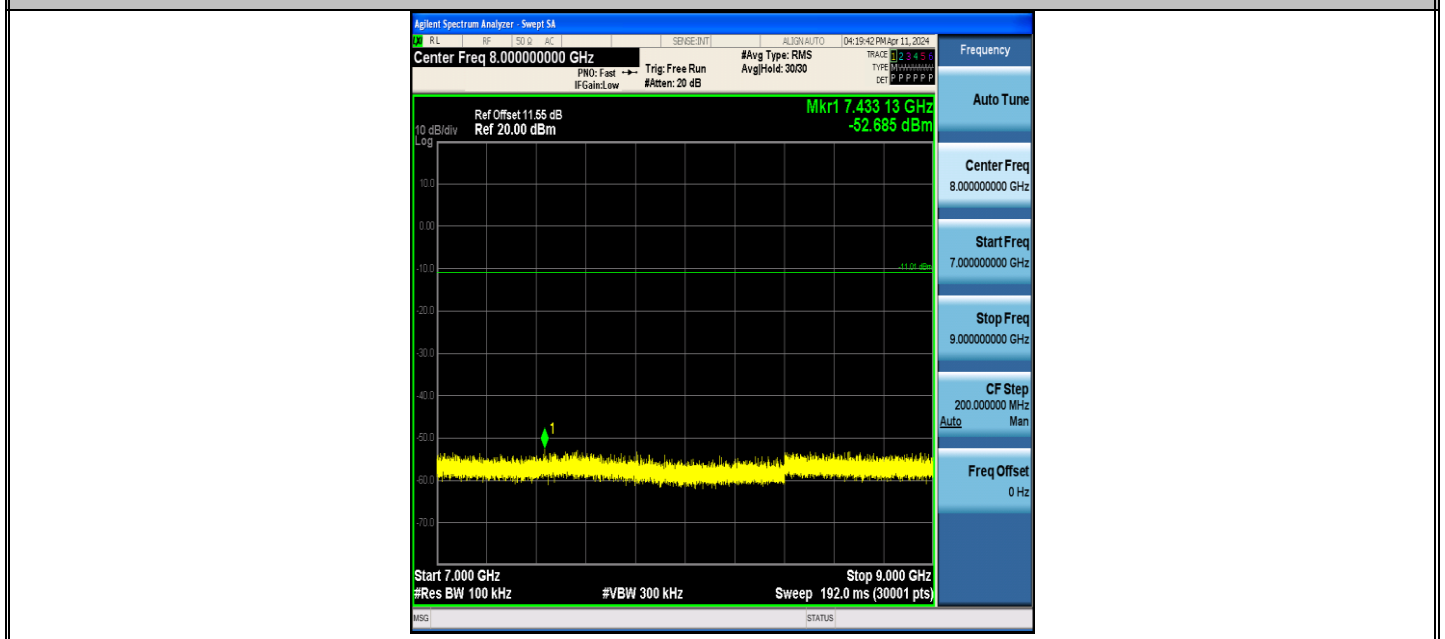 Agilent Spectrum Analyzer - Swept SA
RL RF 50 Ω AC SENSE:INT ALIGN AUTO 04:19:42 PM Apr 11, 2024
Center Freq 8.000000000 GHz
PNO: Fast
IFGain:Low
Trig: Free Run
#Atten: 20 dB
#Avg Type: RMS
Avg|Hold: 30/30
TRACE 1 2 3 4 5 6
TYPE
DET P P P P P P
Mkr1 7.433 13 GHz
-52.685 dBm
Ref Offset 11.55 dB
10 dB/div Ref 20.00 dBm
Log
10.0
0.00
-10.0
-11.01 dBm
-20.0
-30.0
-40.0
1
-50.0
-60.0
-70.0
Start 7.000 GHz Stop 9.000 GHz
#Res BW 100 kHz #VBW 300 kHz Sweep 192.0 ms (30001 pts)
MSG STATUS
Frequency
Auto Tune
Center Freq
8.000000000 GHz
Start Freq
7.000000000 GHz
Stop Freq
9.000000000 GHz
CF Step
200.000000 MHz
Auto Man
Freq Offset
0 Hz